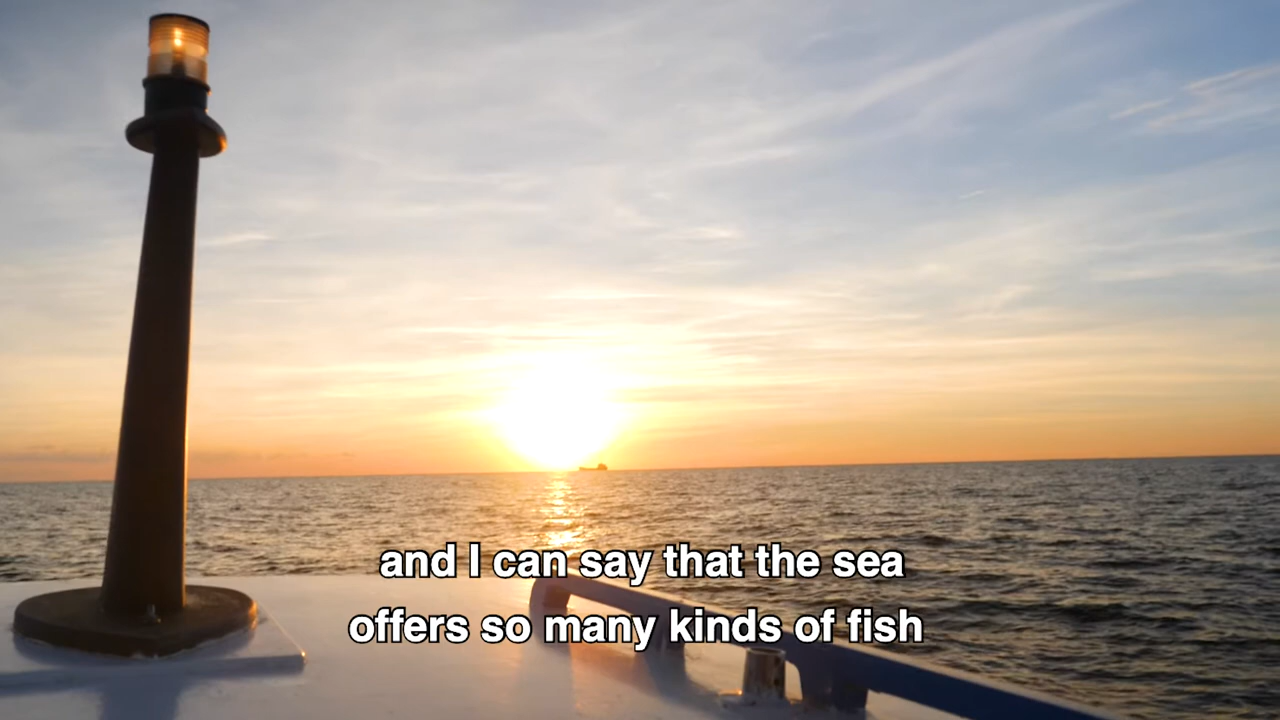 and I can say that the sea
offers so many kinds of fish